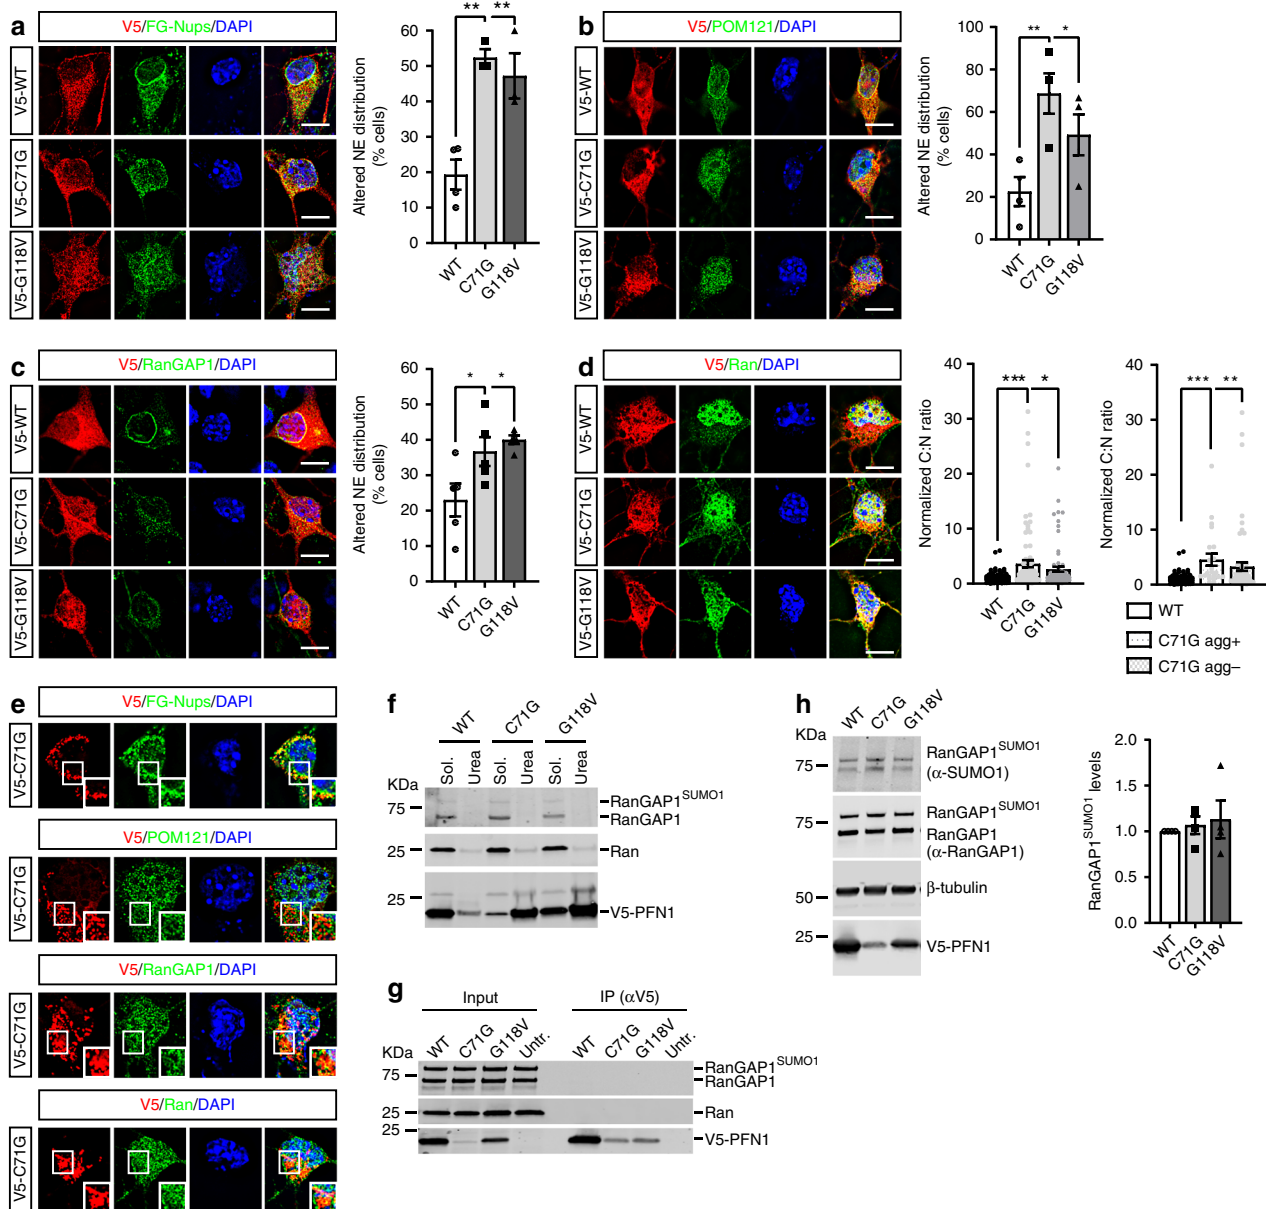 a
V5/FG-Nups/DAPI
V5-WT
V5-C71G
V5-G118V
Altered NE distribution
(% cells)
60
50
40
30
20
10
0
** **
WT
C71G
G118V
b
V5/POM121/DAPI
V5-WT
V5-C71G
V5-G118V
Altered NE distribution
(% cells)
100
80
60
40
20
0
** *
WT
C71G
G118V
c
V5/RanGAP1/DAPI
V5-WT
V5-C71G
V5-G118V
Altered NE distribution
(% cells)
60
50
40
30
20
10
0
* *
WT
C71G
G118V
d
V5/Ran/DAPI
V5-WT
V5-C71G
V5-G118V
Normalized C:N ratio
40
30
20
10
0
*** *
WT
C71G
G118V
Normalized C:N ratio
40
30
20
10
0
*** **
WT
C71G agg+
C71G agg–
e
V5/FG-Nups/DAPI
V5-C71G
V5/POM121/DAPI
V5-C71G
V5/RanGAP1/DAPI
V5-C71G
V5/Ran/DAPI
V5-C71G
f
WT C71G G118V
Sol. Urea Sol. Urea Sol. Urea
KDa
75
RanGAP1SUMO1
RanGAP1
25
Ran
25
V5-PFN1
g
Input IP (αV5)
WT C71G G118V Untr. WT C71G G118V Untr.
KDa
75
RanGAP1SUMO1
RanGAP1
25
Ran
25
V5-PFN1
h
WT C71G G118V
KDa
75
RanGAP1SUMO1
(α-SUMO1)
75
RanGAP1SUMO1
RanGAP1
(α-RanGAP1)
50
β-tubulin
25
V5-PFN1
RanGAP1SUMO1 levels
2.0
1.5
1.0
0.5
0.0
WT
C71G
G118V